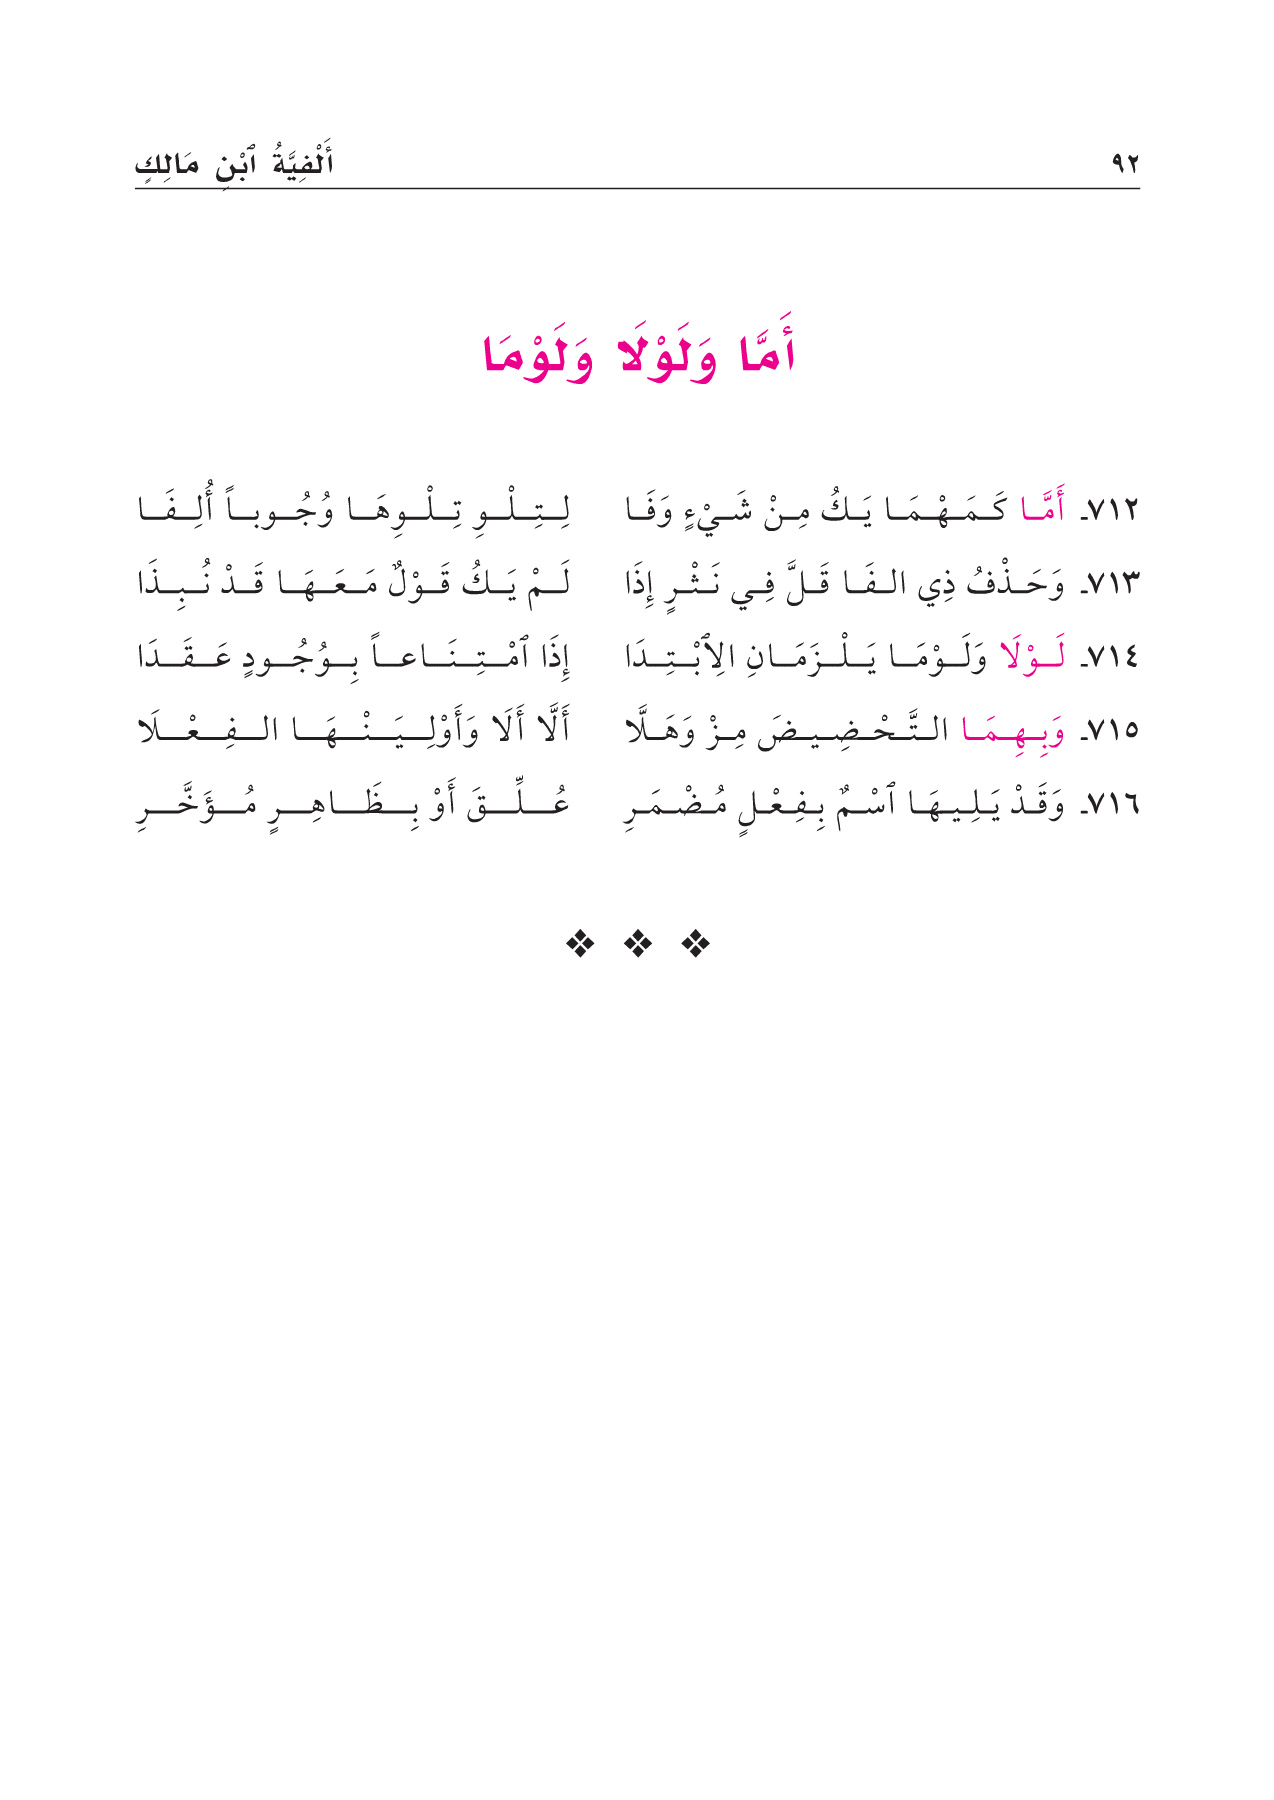 ٩٢ أَلْفِيَّةُ ٱبْنِ مَالِكٍ
أَمَّا وَلَوْلَا وَلَوْمَا
٧١٢ـ أَمَّا كَمَهْمَا يَكُ مِنْ شَيْءٍ وَفَا لِتِلْوِ تِلْوِهَا وُجُوباً أُلِفَا
٧١٣ـ وَحَذْفُ ذِي الفَا قَلَّ فِي نَثْرٍ إِذَا لَمْ يَكُ قَوْلٌ مَعَهَا قَدْ نُبِذَا
٧١٤ـ لَوْلَا وَلَوْمَا يَلْزَمَانِ الِٱبْتِدَا إِذَا ٱمْتِنَاعاً بِوُجُودٍ عَقَدَا
٧١٥ـ وَبِهِمَا التَّحْضِيضَ مِزْ وَهَلَّا أَلَّا أَلَا وَأَوْلِيَنْهَا الفِعْلَا
٧١٦ـ وَقَدْ يَلِيهَا ٱسْمٌ بِفِعْلٍ مُضْمَرِ عُلِّقَ أَوْ بِظَاهِرٍ مُؤَخَّرِ